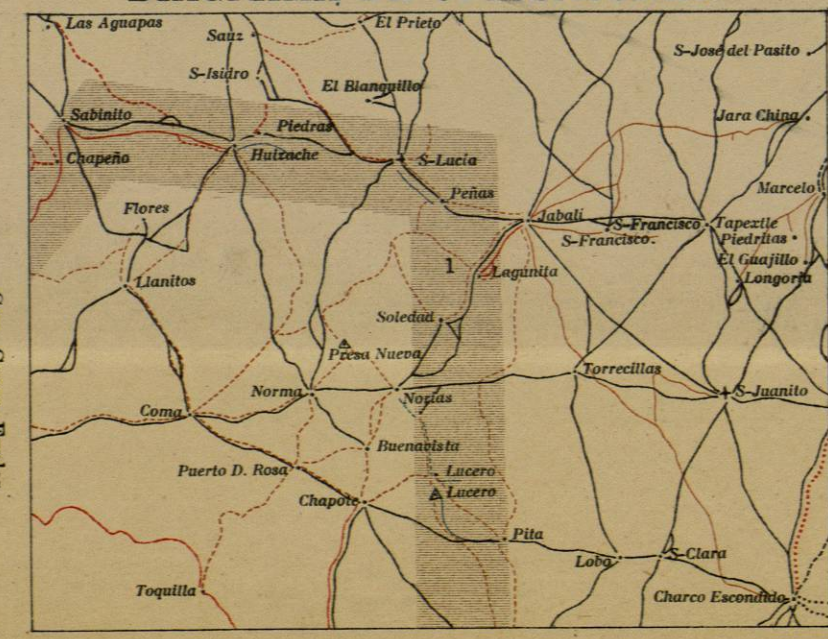 Las Aguapas
El Prieto
Sauz
S-José del Pasito
S-Isidro
El Blanquillo
Sabinito
Jara China
Piedras
Chapeño
Huizache
S-Lucia
Marcelo
Peñas
Flores
Jabalí
S-Francisco
Tapextle
S-Francisco.
Piedritas
El Guajillo
1
Lagunita
Longoria
Llanitos
Soledad
Presa Nueva
Torrecillas
Norma
Norias
S-Juanito
Coma
Buenavista
Puerto D. Rosa
Lucero
Lucero
Chapote
Pita
Lobo
S-Clara
Toquilla
Charco Escondido